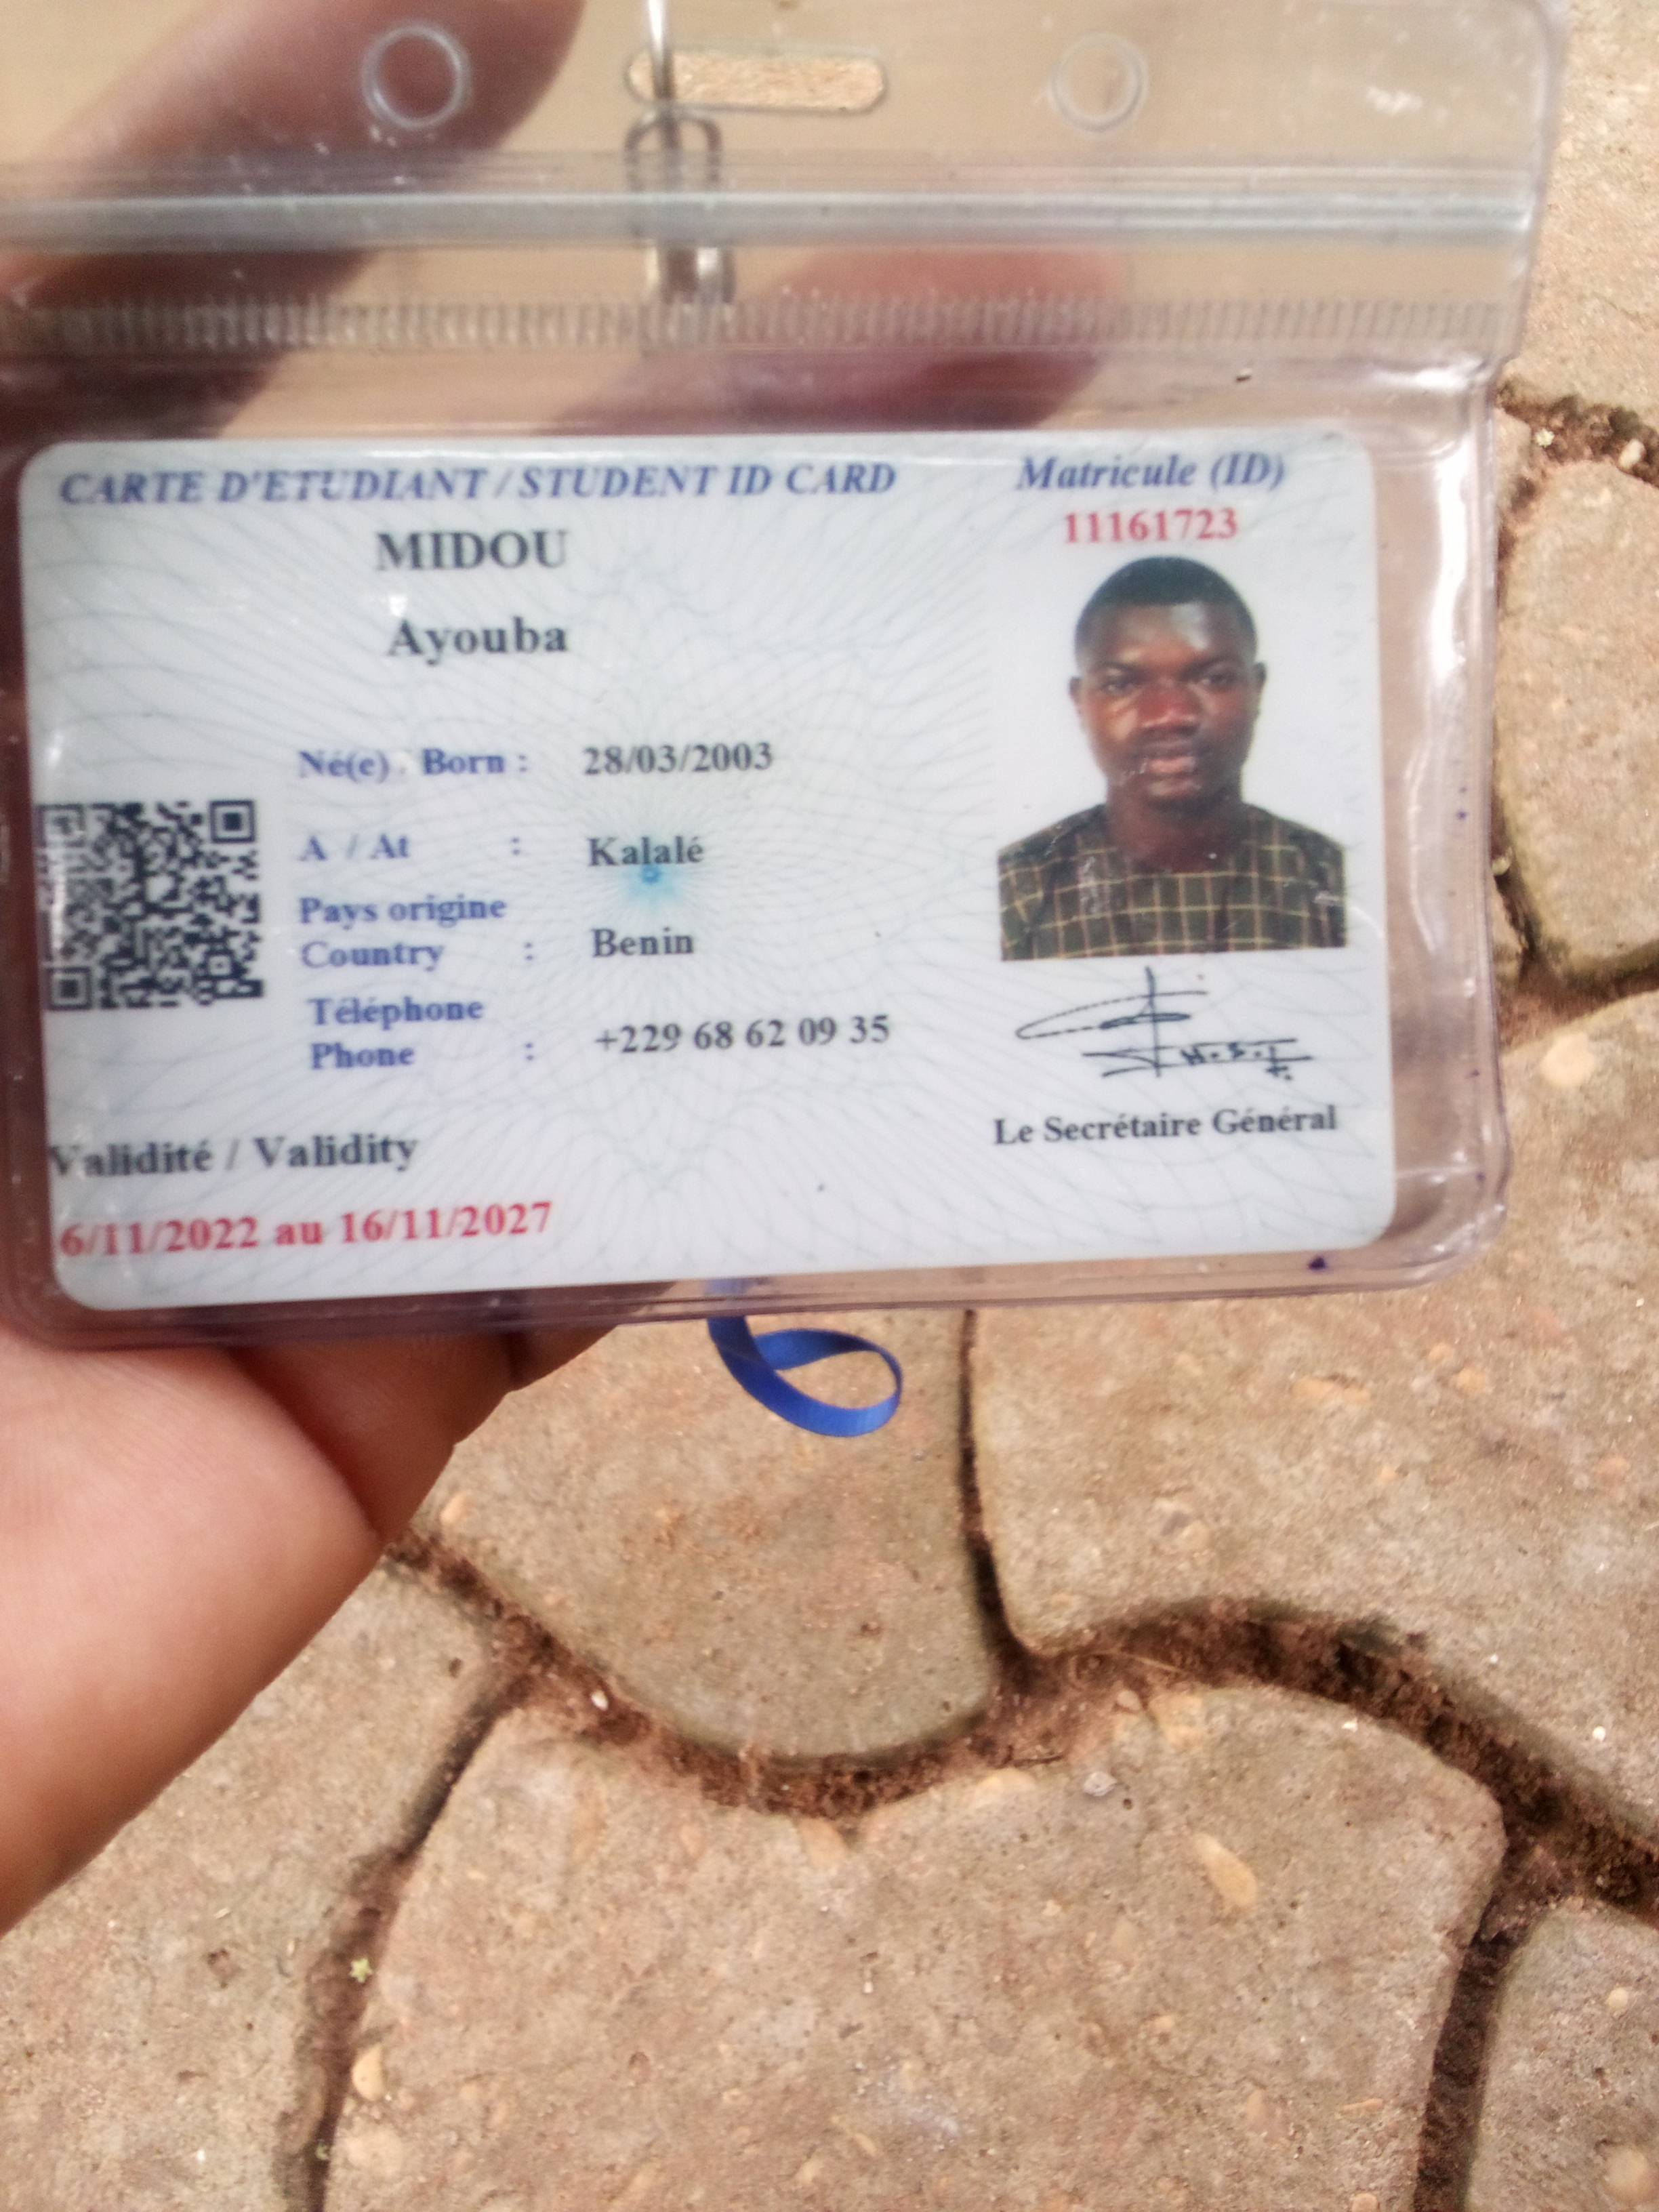 CARTE D'ETUDIANT / STUDENT ID CARD
Matricule (ID)
11161723
MIDOU
Ayouba
Né(e) / Born : 28/03/2003
A / At : Kalalé
Pays origine
Country : Benin
Téléphone
Phone : +229 68 62 09 35
Le Secrétaire Général
Validité / Validity
6/11/2022 au 16/11/2027